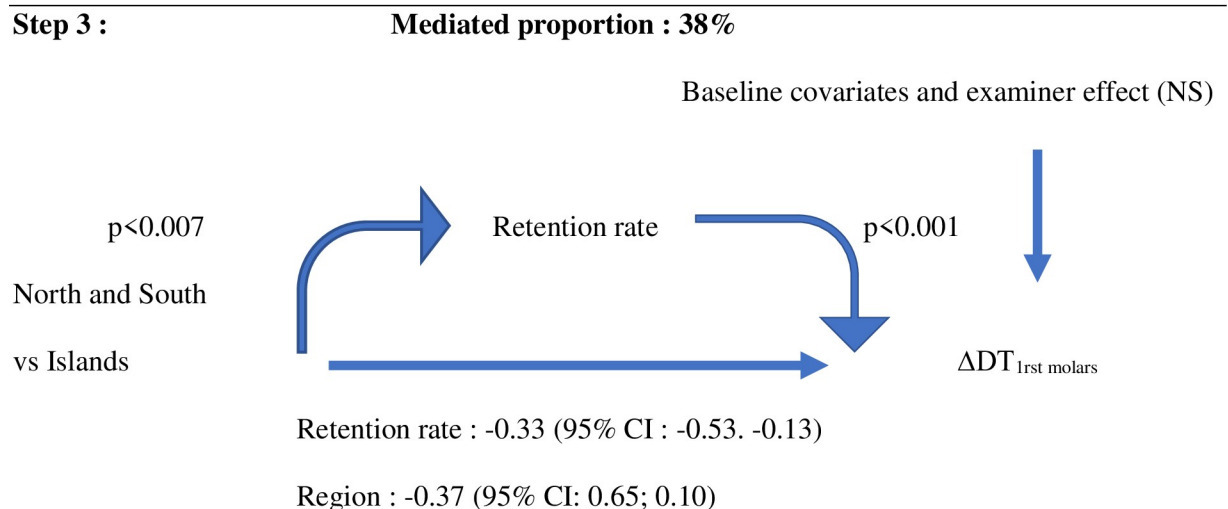 Step 3 : Mediated proportion : 38%
Baseline covariates and examiner effect (NS)
p<0.007 Retention rate p<0.001
North and South
vs Islands ΔDT1rst molars
Retention rate : -0.33 (95% CI : -0.53. -0.13)
Region : -0.37 (95% CI: 0.65; 0.10)